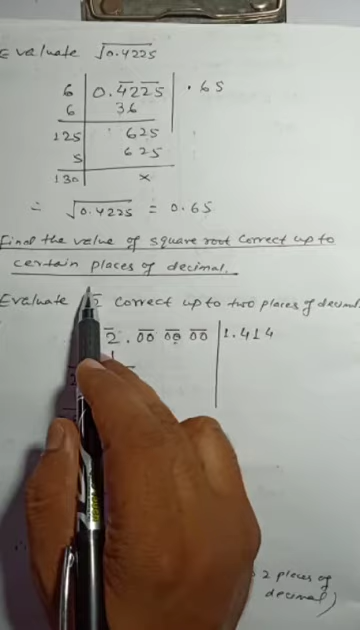 Evaluate √0.4225
6 | 0.4225 | .65
6 | 36
125 | 625
5 | 625
130 | x
= √0.4225 = 0.65
Find the value of square root correct up to
certain places of decimal.
Evaluate √2 correct up to two places of decimal.
2.00 00 00 | 1.414
1
2 places of
decimal)